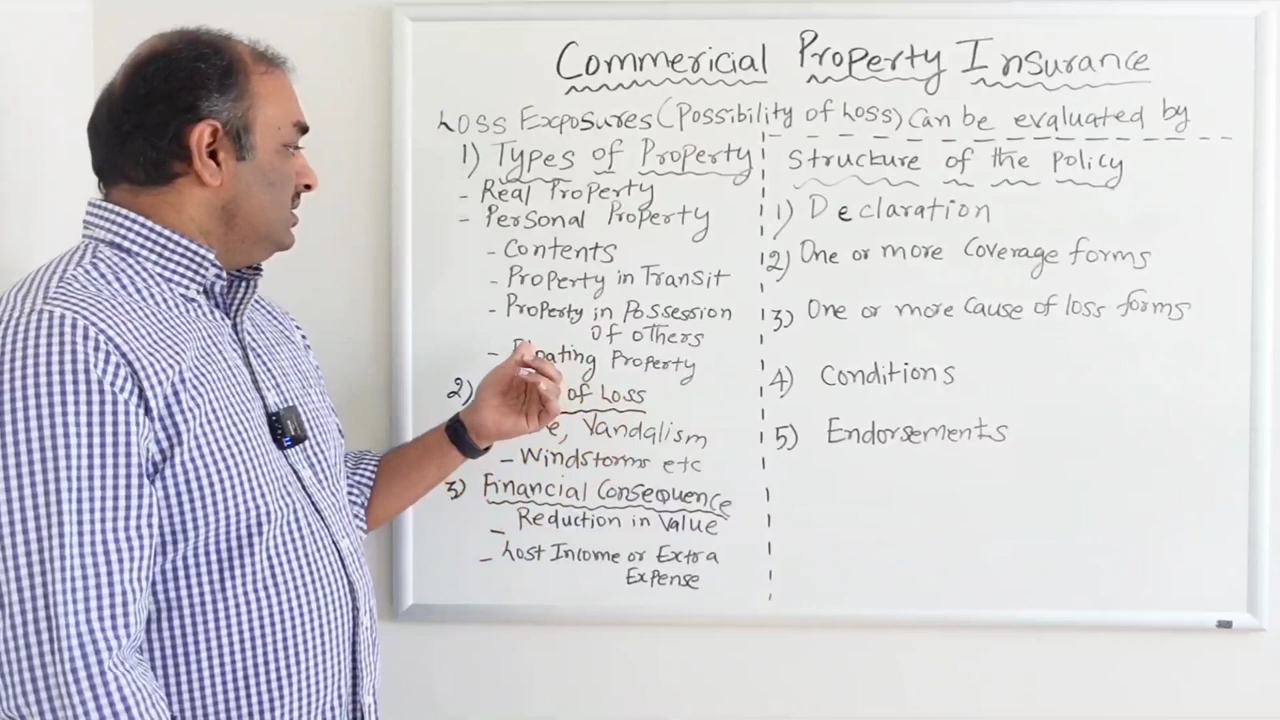 Commericial Property Insurance
Loss Exposures (Possibility of Loss) Can be evaluated by
1) Types of Property
- Real Property
- Personal Property
- Contents
- Property in Transit
- Property in Possession
of others
- Floating Property
2) of Loss
Vandalism
- Windstorms etc
3) Financial Consequence
- Reduction in Value
- Lost Income or Extra
Expense
Structure of the Policy
1) Declaration
2) One or more Coverage forms
3) One or more Cause of loss forms
4) Conditions
5) Endorsements